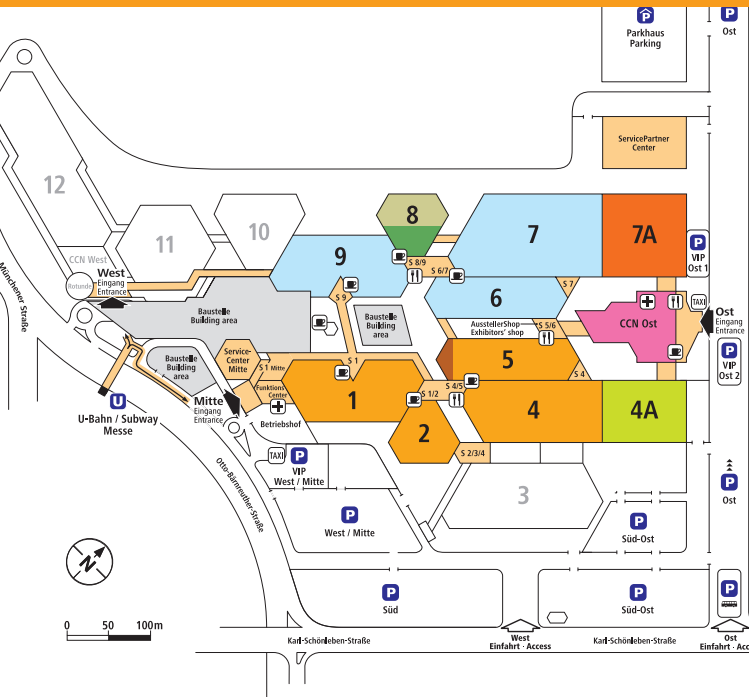 P
Parkhaus
Parking
P
Ost
ServicePartner
Center
12
11
10
8
7
7A
9
CCN West
Rotunde
West
Eingang
Entrance
S 8/9
S 6/7
S 9
6
S 7
P
VIP
Ost 1
TAXI
Ost
Eingang
Entrance
Baustelle
Building area
Baustelle
Building
area
AusstellerShop
Exhibitors' shop
S 5/6
CCN Ost
Münchener Straße
Baustelle
Building
area
Service-
Center
Mitte
S 1 Mitte
S 1
5
S 4
P
VIP
Ost 2
U
U-Bahn / Subway
Messe
Mitte
Eingang
Entrance
Funktions-
Center
Betriebshof
1
S 1/2
S 4/5
2
4
4A
TAXI
P
VIP
West / Mitte
S 2/3/4
3
P
Ost
Otto-Bärnreuther-Straße
P
West / Mitte
P
Süd-Ost
N
P
Süd
P
Süd-Ost
P
0 50 100m
Karl-Schönleben-Straße
West
Einfahrt · Access
Karl-Schönleben-Straße
Ost
Einfahrt · Acc